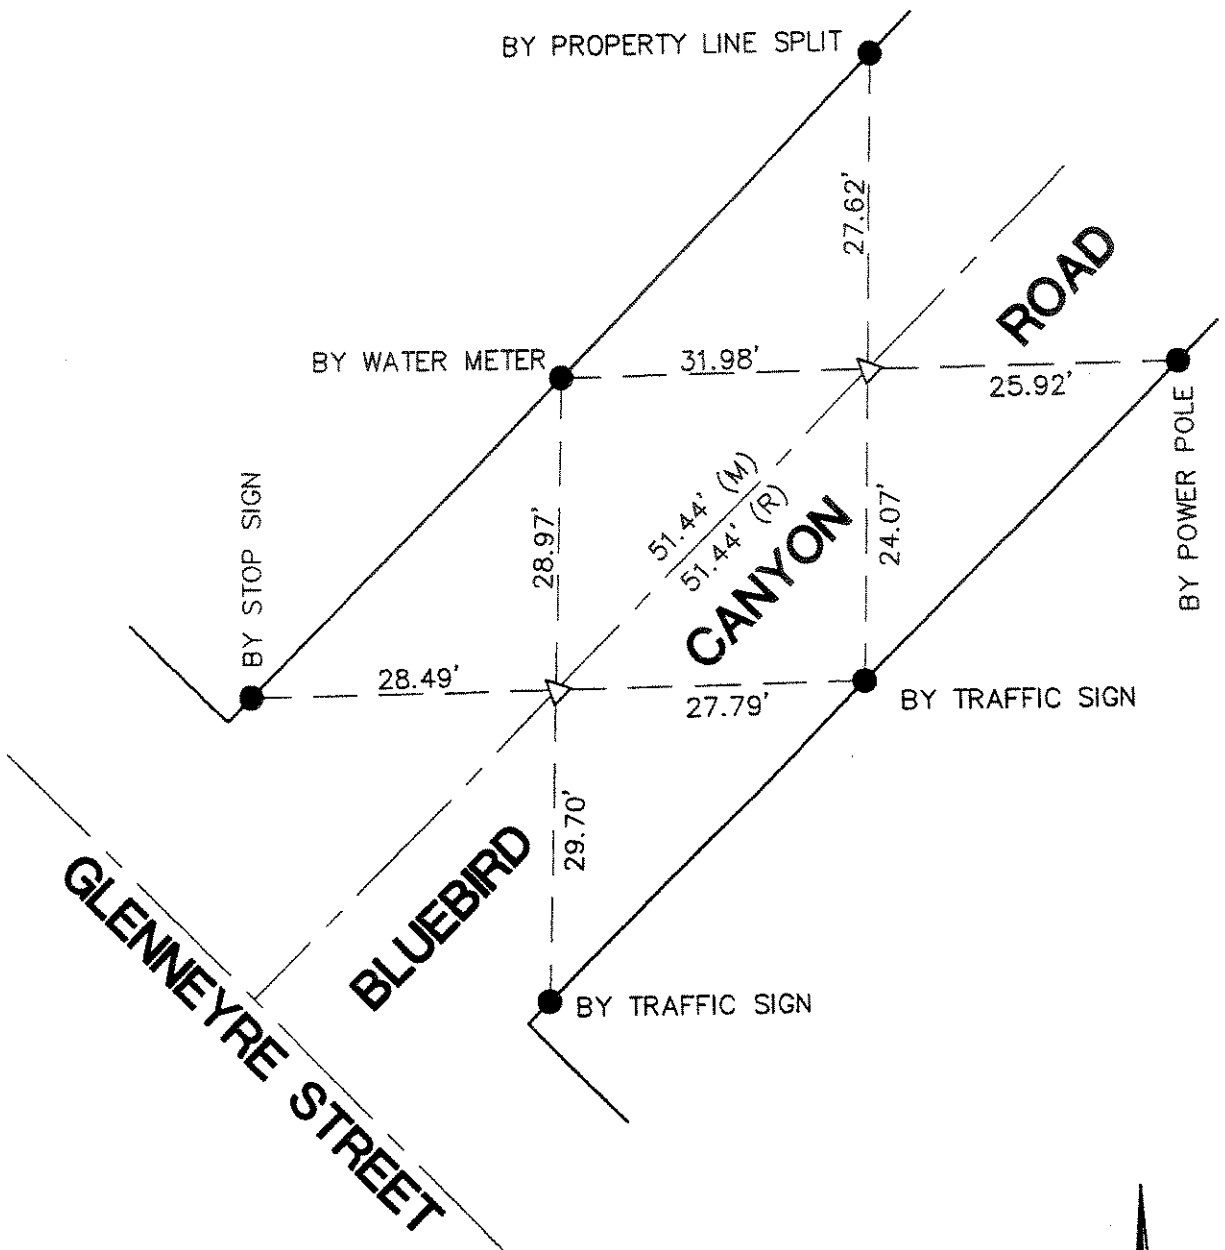 BY PROPERTY LINE SPLIT
27.62'
ROAD
BY WATER METER
31.98'
25.92'
BY POWER POLE
51.44' (M)
51.44' (R)
CANYON
24.07'
28.97'
BY STOP SIGN
28.49'
27.79'
BY TRAFFIC SIGN
29.70'
BLUEBIRD
BY TRAFFIC SIGN
GLENNEYRE STREET